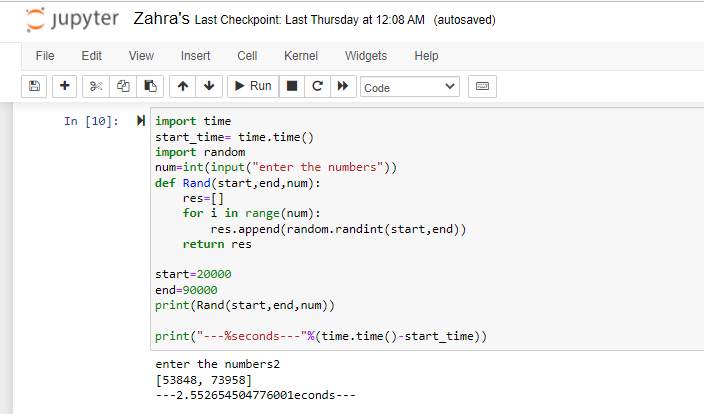 jupyter Zahra's Last Checkpoint: Last Thursday at 12:08 AM (autosaved)
File Edit View Insert Cell Kernel Widgets Help
Run Code
In [10]: import time
start_time= time.time()
import random
num=int(input("enter the numbers"))
def Rand(start,end,num):
    res=[]
    for i in range(num):
        res.append(random.randint(start,end))
    return res
start=20000
end=90000
print(Rand(start,end,num))
print("---%seconds---"%(time.time()-start_time))
enter the numbers2
[53848, 73958]
---2.552654504776001econds---